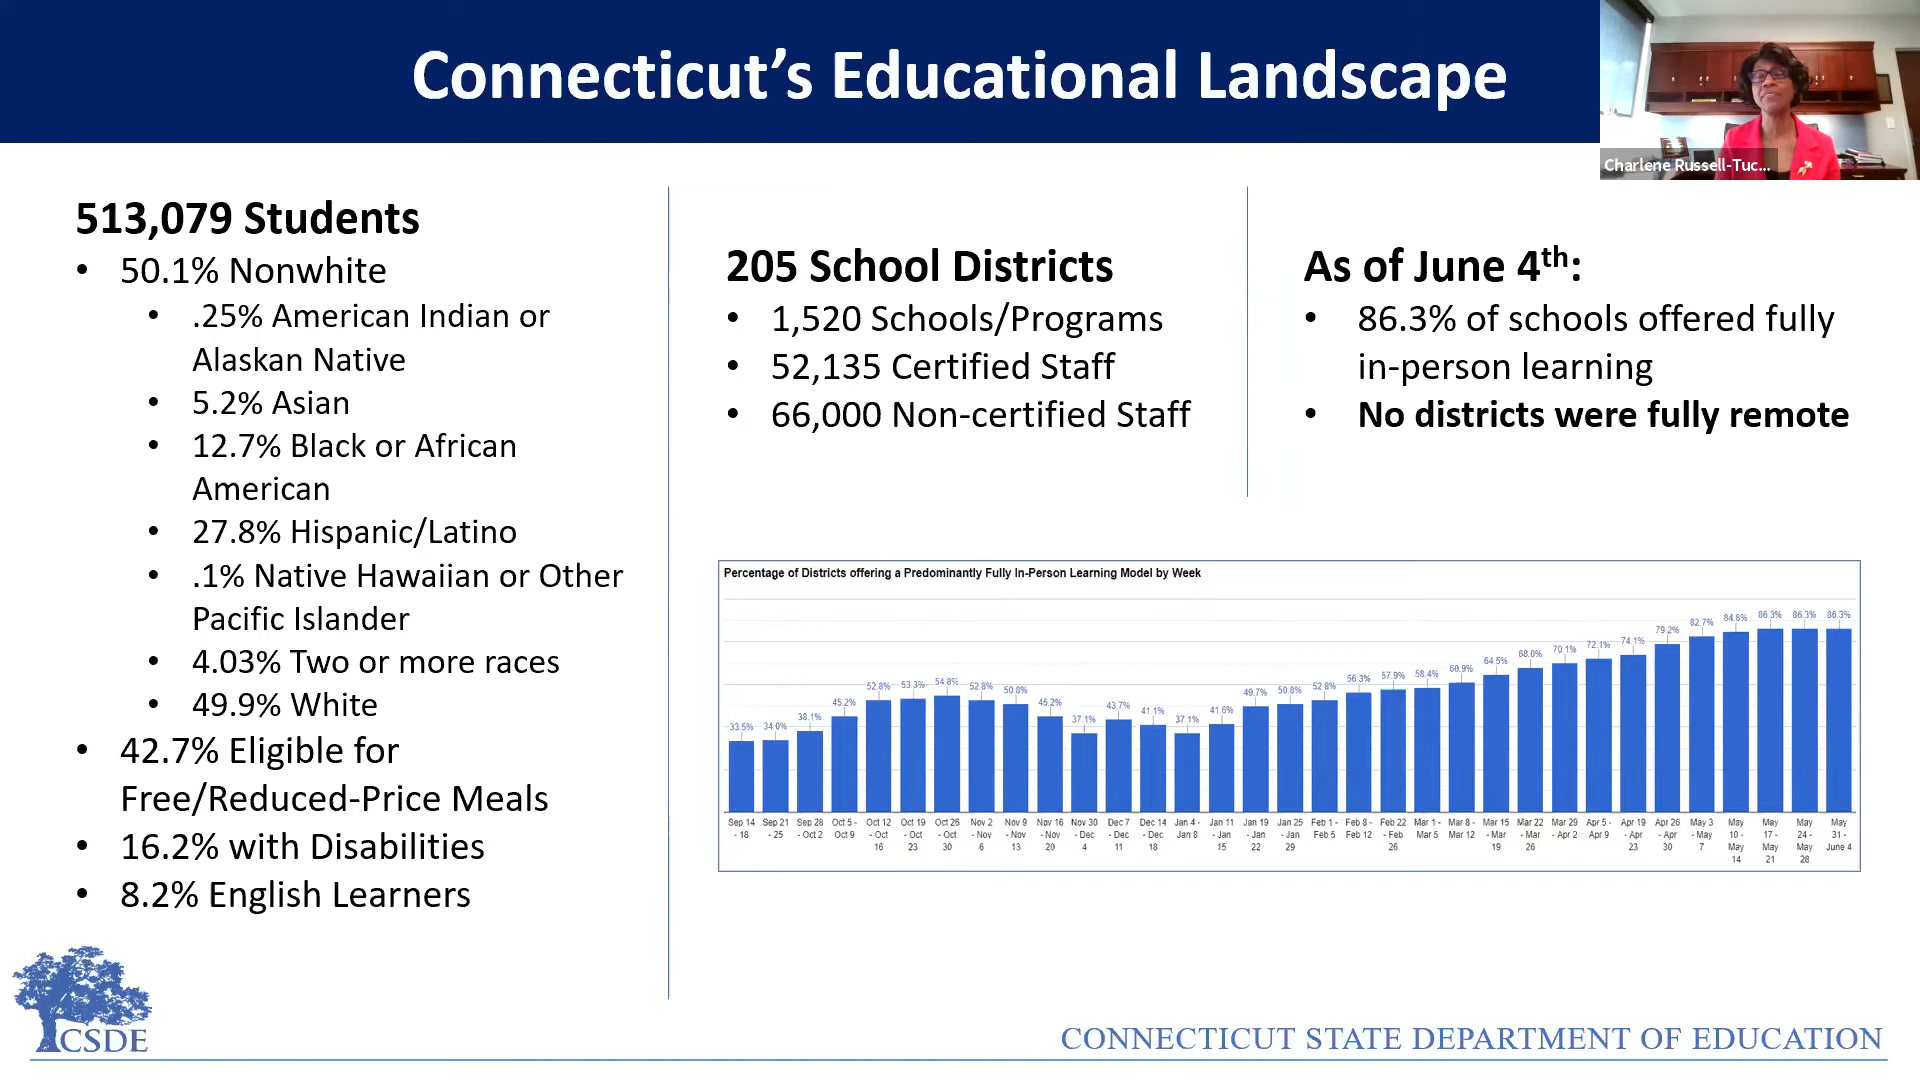 Connecticut’s Educational Landscape
Charlene Russell-Tuc...
513,079 Students
• 50.1% Nonwhite
• .25% American Indian or
Alaskan Native
• 5.2% Asian
• 12.7% Black or African
American
• 27.8% Hispanic/Latino
• .1% Native Hawaiian or Other
Pacific Islander
• 4.03% Two or more races
• 49.9% White
• 42.7% Eligible for
Free/Reduced-Price Meals
• 16.2% with Disabilities
• 8.2% English Learners
205 School Districts
• 1,520 Schools/Programs
• 52,135 Certified Staff
• 66,000 Non-certified Staff
As of June 4th:
• 86.3% of schools offered fully
in-person learning
• No districts were fully remote
Percentage of Districts offering a Predominantly Fully In-Person Learning Model by Week
33.5% 34.0% 38.1% 45.2% 52.8% 53.3% 54.8% 52.8% 50.8% 45.2% 37.1% 43.7% 41.1% 37.1% 41.6% 49.7% 50.8% 52.8% 56.3% 57.9% 58.4% 60.9% 64.5% 68.0% 70.1% 72.1% 74.1% 79.2% 82.7% 84.8% 86.3% 86.3% 86.3%
Sep 14 Sep 21 Sep 28 Oct 5 - Oct 12 Oct 19 Oct 26 Nov 2 Nov 9 Nov 16 Nov 30 Dec 7 Dec 14 Jan 4 - Jan 11 Jan 19 Jan 25 Feb 1 - Feb 8 - Feb 22 Mar 1 - Mar 8 - Mar 15 Mar 22 Mar 29 Apr 5 - Apr 19 Apr 26 May 3 May May May May
- 18 - 25 - Oct 2 Oct 9 - Oct - Oct - Oct - Nov - Nov - Nov - Dec - Dec - Dec Jan 8 - Jan - Jan - Jan Feb 5 Feb 12 - Feb Mar 5 Mar 12 - Mar - Mar - Apr 2 Apr 9 - Apr - Apr - May 10 - 17 - 24 - 31 -
16 23 30 6 13 20 4 11 18 15 22 29 26 19 26 23 30 7 May May May June 4
14 21 28
CSDE
CONNECTICUT STATE DEPARTMENT OF EDUCATION